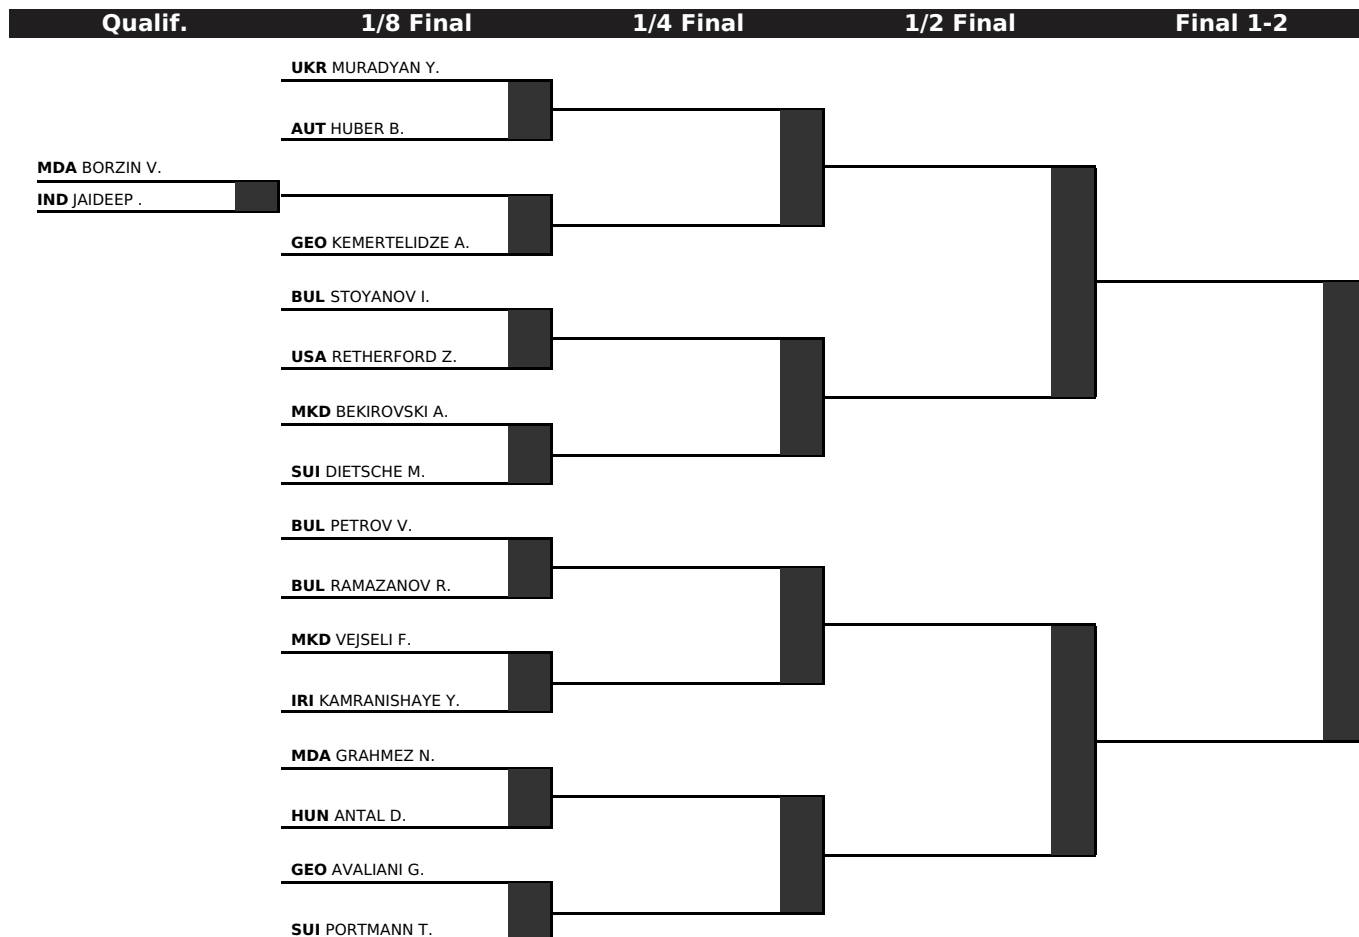 Qualif. 1/8 Final 1/4 Final 1/2 Final Final 1-2
UKR MURADYAN Y.
AUT HUBER B.
MDA BORZIN V.
IND JAIDEEP .
GEO KEMERTELIDZE A.
BUL STOYANOV I.
USA RETHERFORD Z.
MKD BEKIROVSKI A.
SUI DIETSCHE M.
BUL PETROV V.
BUL RAMAZANOV R.
MKD VEJSELI F.
IRI KAMRANISHAYE Y.
MDA GRAHMEZ N.
HUN ANTAL D.
GEO AVALIANI G.
SUI PORTMANN T.